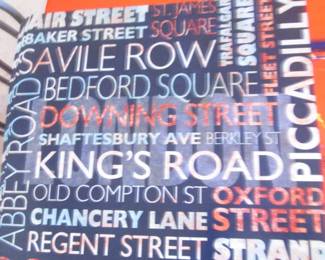 AIR STREET
ST. JAMES
SQUARE
BAKER STREET
TRAFALGAR
SQUARE
FLEET STREET
PICCADILLY
SAVILE ROW
BEDFORD SQUARE
DOWNING STREET
SHAFTESBURY AVE BERKLEY ST
ABBEY ROAD
KING'S ROAD
OLD COMPTON ST OXFORD
CHANCERY LANE STREET
REGENT STREET STRAND